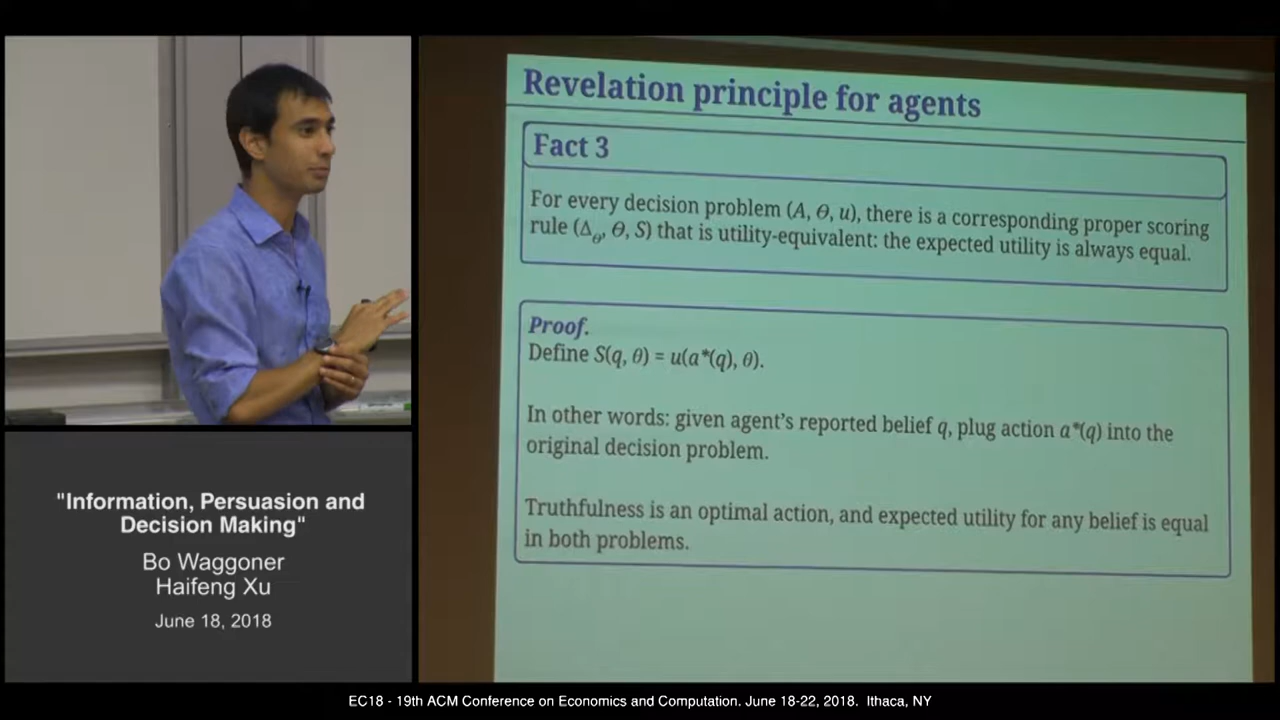 Revelation principle for agents
Fact 3
For every decision problem (A, Θ, u), there is a corresponding proper scoring
rule (Δ_Θ, Θ, S) that is utility-equivalent: the expected utility is always equal.
Proof.
Define S(q, θ) = u(a*(q), θ).
In other words: given agent's reported belief q, plug action a*(q) into the
original decision problem.
Truthfulness is an optimal action, and expected utility for any belief is equal
in both problems.
"Information, Persuasion and
Decision Making"
Bo Waggoner
Haifeng Xu
June 18, 2018
EC18 - 19th ACM Conference on Economics and Computation. June 18-22, 2018. Ithaca, NY